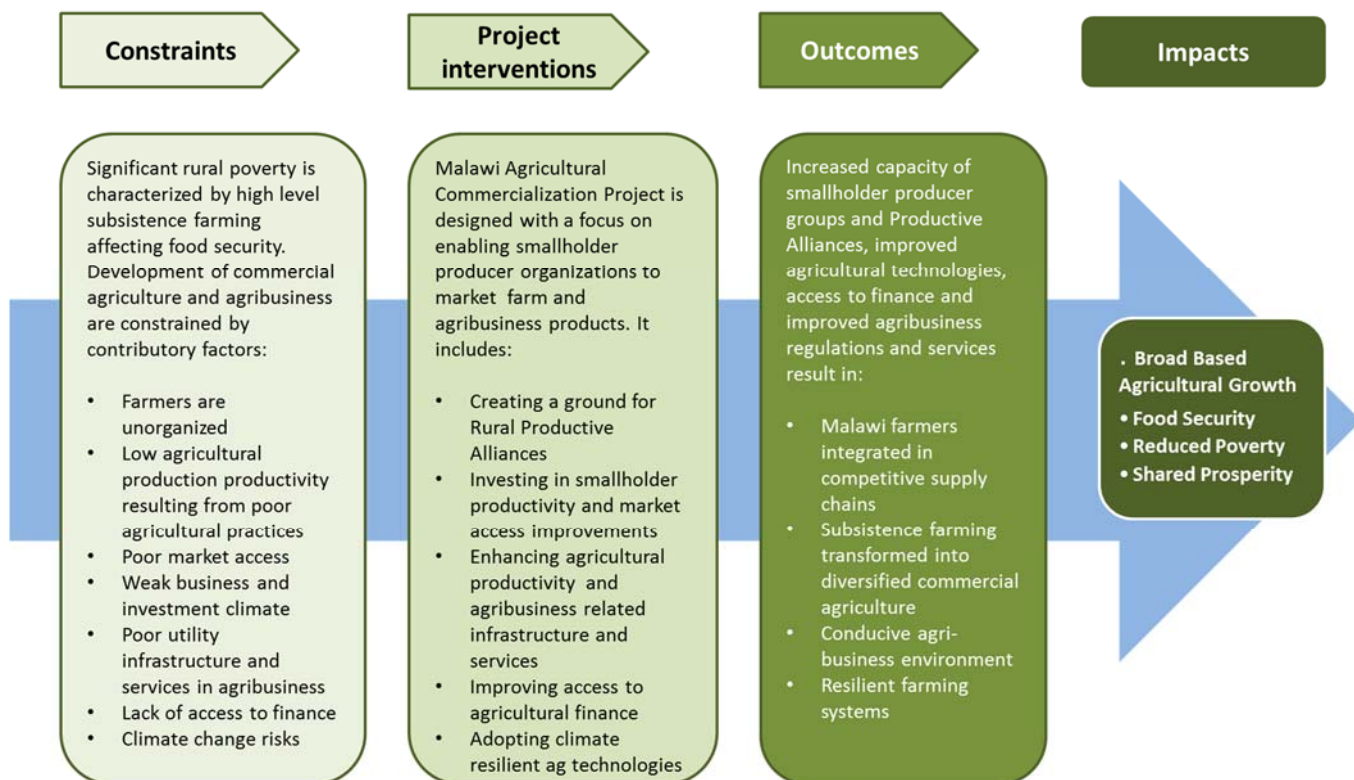 Constraints
Project
interventions
Outcomes
Impacts
Significant rural poverty is
characterized by high level
subsistence farming
affecting food security.
Development of commercial
agriculture and agribusiness
are constrained by
contributory factors:
• Farmers are
unorganized
• Low agricultural
production productivity
resulting from poor
agricultural practices
• Poor market access
• Weak business and
investment climate
• Poor utility
infrastructure and
services in agribusiness
• Lack of access to finance
• Climate change risks
Malawi Agricultural
Commercialization Project is
designed with a focus on
enabling smallholder
producer organizations to
market farm and
agribusiness products. It
includes:
• Creating a ground for
Rural Productive
Alliances
• Investing in smallholder
productivity and market
access improvements
• Enhancing agricultural
productivity and
agribusiness related
infrastructure and
services
• Improving access to
agricultural finance
• Adopting climate
resilient ag technologies
Increased capacity of
smallholder producer
groups and Productive
Alliances, improved
agricultural technologies,
access to finance and
improved agribusiness
regulations and services
result in:
• Malawi farmers
integrated in
competitive supply
chains
• Subsistence farming
transformed into
diversified commercial
agriculture
• Conducive agri-
business environment
• Resilient farming
systems
. Broad Based
Agricultural Growth
• Food Security
• Reduced Poverty
• Shared Prosperity